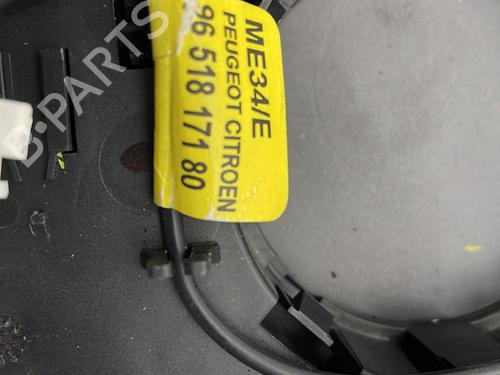 ME34/E
PEUGEOT CITROEN
96 518 171 80
B-PARTS